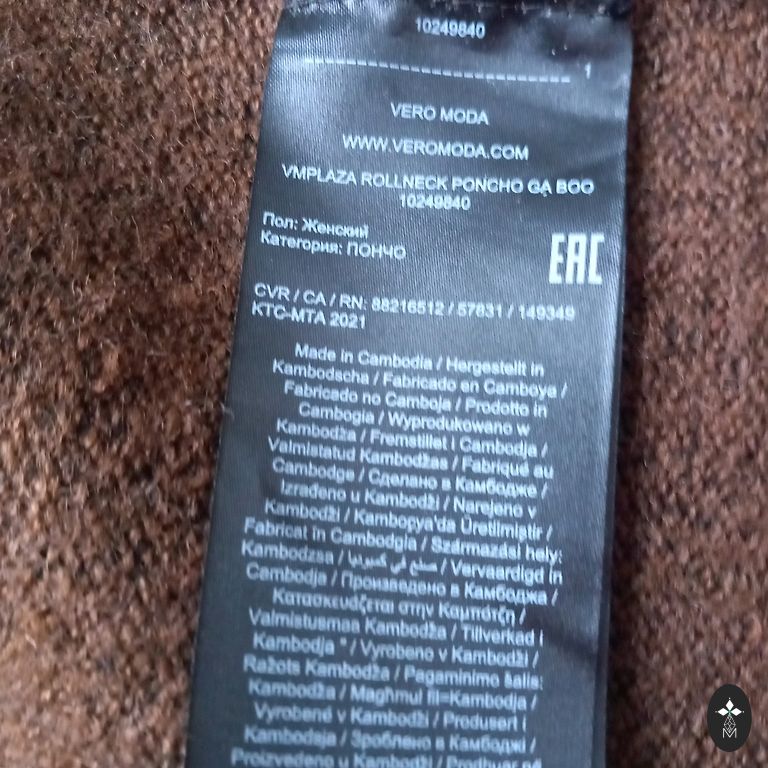 10249840
1
VERO MODA
WWW.VEROMODA.COM
VMPLAZA ROLLNECK PONCHO GA BOO
10249840
Пол: Женский
Категория: ПОНЧО
EAC
CVR / CA / RN: 88216512 / 57831 / 149349
KTC-MTA 2021
Made in Cambodia / Hergestellt in
Kambodscha / Fabricado en Camboya /
Fabricado no Camboja / Prodotto in
Cambogia / Wyprodukowano w
Kambodża / Fremstillet i Cambodja /
Valmistatud Kambodžas / Fabriqué au
Cambodge / Сделано в Камбодже /
Izrađeno u Kambodži / Narejeno v
Kambodži / Kamboçya'da Üretilmiştir /
Fabricat în Cambodgia / Származási hely:
Kambodzsa / صنع في كمبوديا / Vervaardigd in
Cambodja / Произведено в Камбоджа /
Κατασκευάζεται στην Καμπότζη /
Valmistusmaa Kambodža / Tillverkad i
Kambodja * / Vyrobeno v Kambodži /
Ražots Kambodža / Pagaminimo šalis:
Kambodža / Maghmul fil-Kambodja /
Vyrobené v Kambodži / Produsert i
Kambodsja / Зроблено в Камбоджі /
Proizvedeno u Kambodži /
M